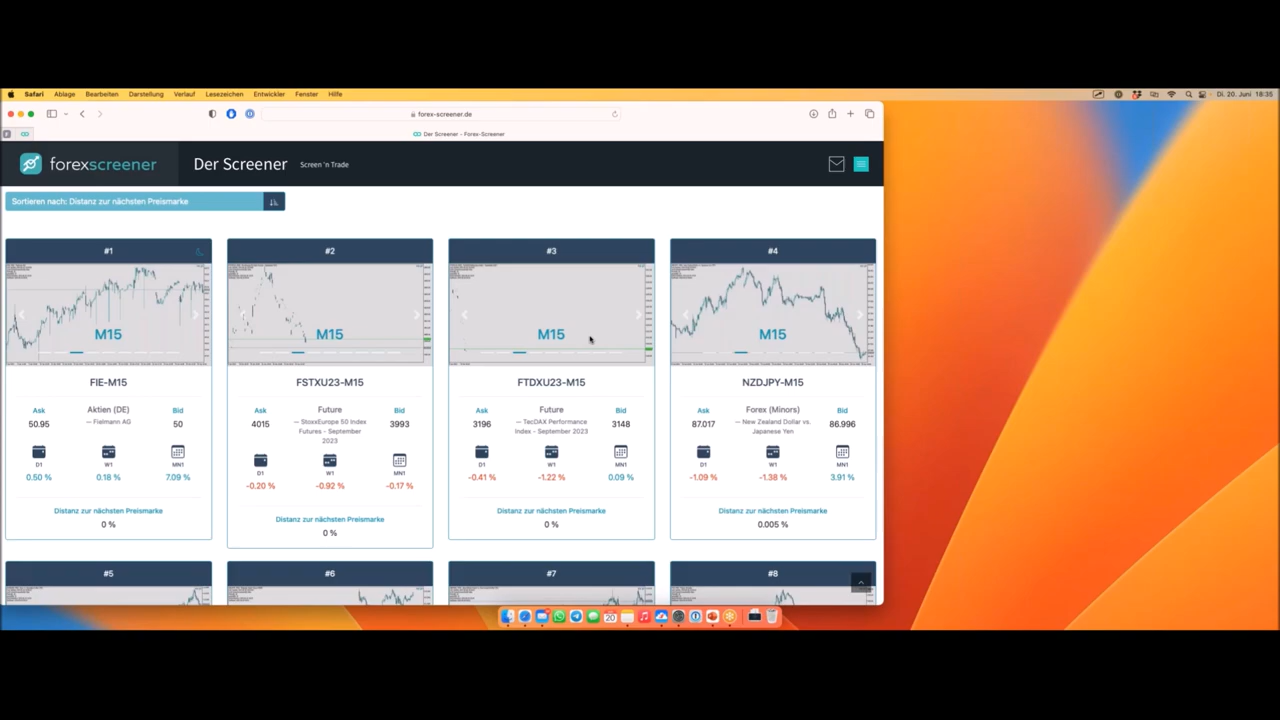 Safari Ablage Bearbeiten Darstellung Verlauf Lesezeichen Entwickler Fenster Hilfe
Di. 20. Juni 18:35
forex-screener.de
Der Screener - Forex-Screener
forexscreener
Der Screener
Screen 'n Trade
Sortieren nach: Distanz zur nächsten Preismarke
#1
M15
FIE-M15
Ask
50.95
Aktien (DE)
— Fielmann AG
Bid
50
D1
0.50 %
W1
0.18 %
MN1
7.09 %
Distanz zur nächsten Preismarke
0 %
#2
M15
FSTXU23-M15
Ask
4015
Future
— StoxxEurope 50 Index
Futures - September
2023
Bid
3993
D1
-0.20 %
W1
-0.92 %
MN1
-0.17 %
Distanz zur nächsten Preismarke
0 %
#3
M15
FTDXU23-M15
Ask
3196
Future
— TecDAX Performance
Index - September 2023
Bid
3148
D1
-0.41 %
W1
-1.22 %
MN1
0.09 %
Distanz zur nächsten Preismarke
0 %
#4
M15
NZDJPY-M15
Ask
87.017
Forex (Minors)
— New Zealand Dollar vs.
Japanese Yen
Bid
86.996
D1
-1.09 %
W1
-1.38 %
MN1
3.91 %
Distanz zur nächsten Preismarke
0.005 %
#5
#6
#7
#8
20